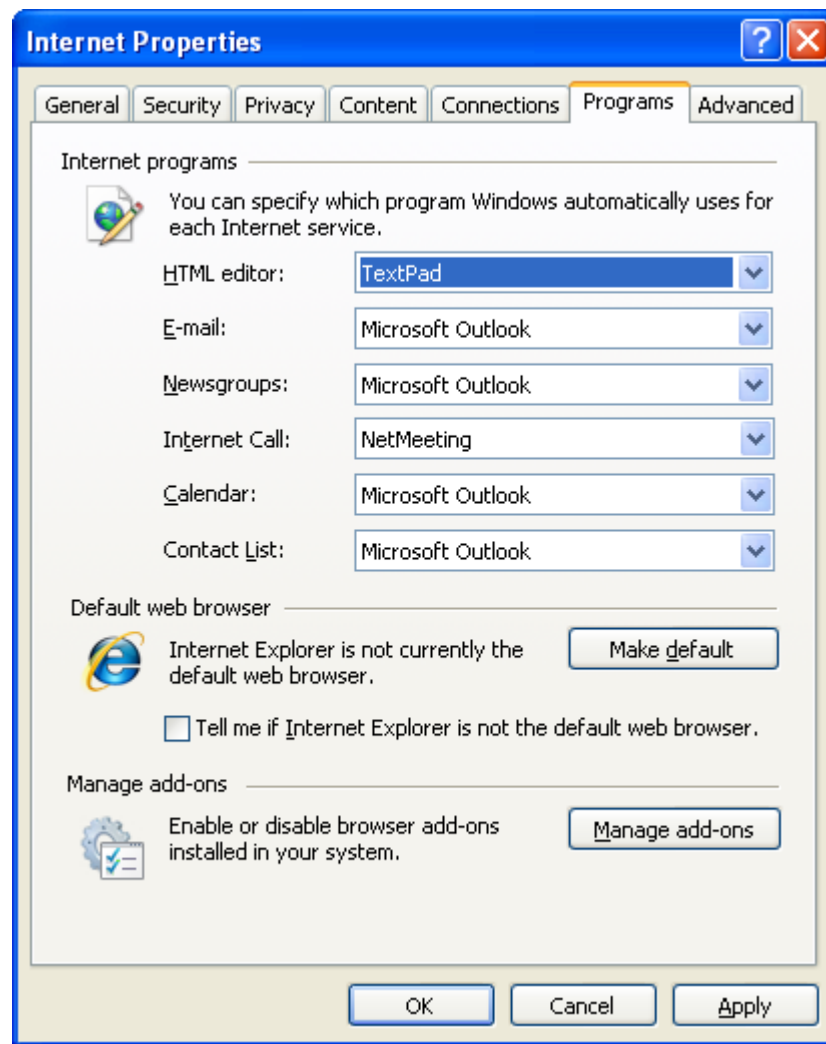 Internet Properties
General Security Privacy Content Connections Programs Advanced
Internet programs
You can specify which program Windows automatically uses for
each Internet service.
HTML editor: TextPad
E-mail: Microsoft Outlook
Newsgroups: Microsoft Outlook
Internet Call: NetMeeting
Calendar: Microsoft Outlook
Contact List: Microsoft Outlook
Default web browser
Internet Explorer is not currently the
default web browser.
Make default
Tell me if Internet Explorer is not the default web browser.
Manage add-ons
Enable or disable browser add-ons
installed in your system.
Manage add-ons
OK Cancel Apply